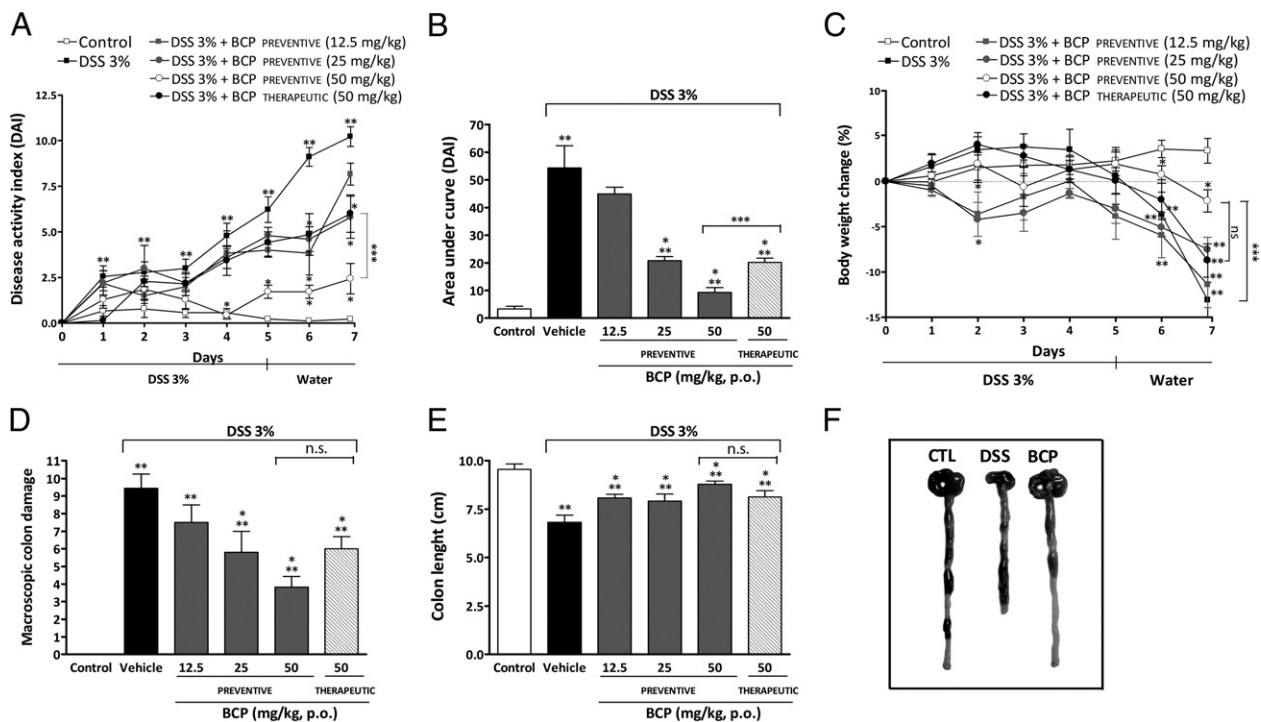 A
Control
DSS 3%
DSS 3% + BCP PREVENTIVE (12.5 mg/kg)
DSS 3% + BCP PREVENTIVE (25 mg/kg)
DSS 3% + BCP PREVENTIVE (50 mg/kg)
DSS 3% + BCP THERAPEUTIC (50 mg/kg)
Disease activity index (DAI)
12.5
10.0
7.5
5.0
2.5
0.0
** ** ** ** ** ** **
* * * * * *
***
0 1 2 3 4 5 6 7
Days
DSS 3% Water
B
DSS 3%
Area under curve (DAI)
70
60
50
40
30
20
10
0
**
*
**
*
**
***
*
**
Control Vehicle 12.5 25 50 50
PREVENTIVE THERAPEUTIC
BCP (mg/kg, p.o.)
C
Control
DSS 3%
DSS 3% + BCP PREVENTIVE (12.5 mg/kg)
DSS 3% + BCP PREVENTIVE (25 mg/kg)
DSS 3% + BCP PREVENTIVE (50 mg/kg)
DSS 3% + BCP THERAPEUTIC (50 mg/kg)
Body weight change (%)
10
5
0
-5
-10
-15
* * * *
** ** **
** ** ** **
ns
***
0 1 2 3 4 5 6 7
Days
DSS 3% Water
D
DSS 3%
n.s.
Macroscopic colon damage
11
10
9
8
7
6
5
4
3
2
1
0
**
**
*
**
*
**
*
**
Control Vehicle 12.5 25 50 50
PREVENTIVE THERAPEUTIC
BCP (mg/kg, p.o.)
E
DSS 3%
n.s.
Colon lenght (cm)
10.0
7.5
5.0
2.5
0.0
**
*
**
*
**
*
**
*
**
Control Vehicle 12.5 25 50 50
PREVENTIVE THERAPEUTIC
BCP (mg/kg, p.o.)
F
CTL DSS BCP